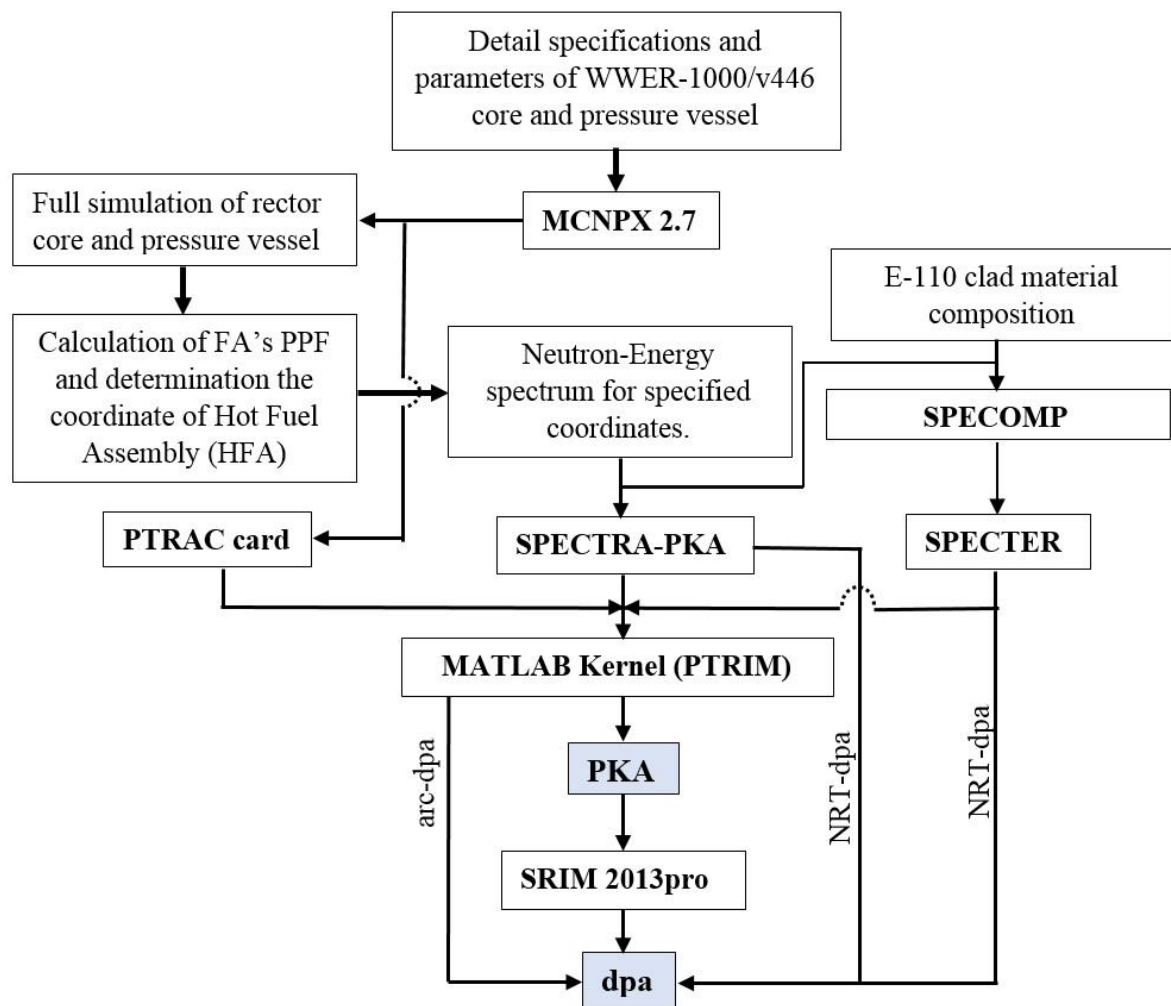 Detail specifications and
parameters of WWER-1000/v446
core and pressure vessel
Full simulation of rector
core and pressure vessel
MCNPX 2.7
E-110 clad material
composition
Calculation of FA's PPF
and determination the
coordinate of Hot Fuel
Assembly (HFA)
Neutron-Energy
spectrum for specified
coordinates.
SPECOMP
PTRAC card
SPECTRA-PKA
SPECTER
MATLAB Kernel (PTRIM)
arc-dpa
PKA
NRT-dpa
NRT-dpa
SRIM 2013pro
dpa